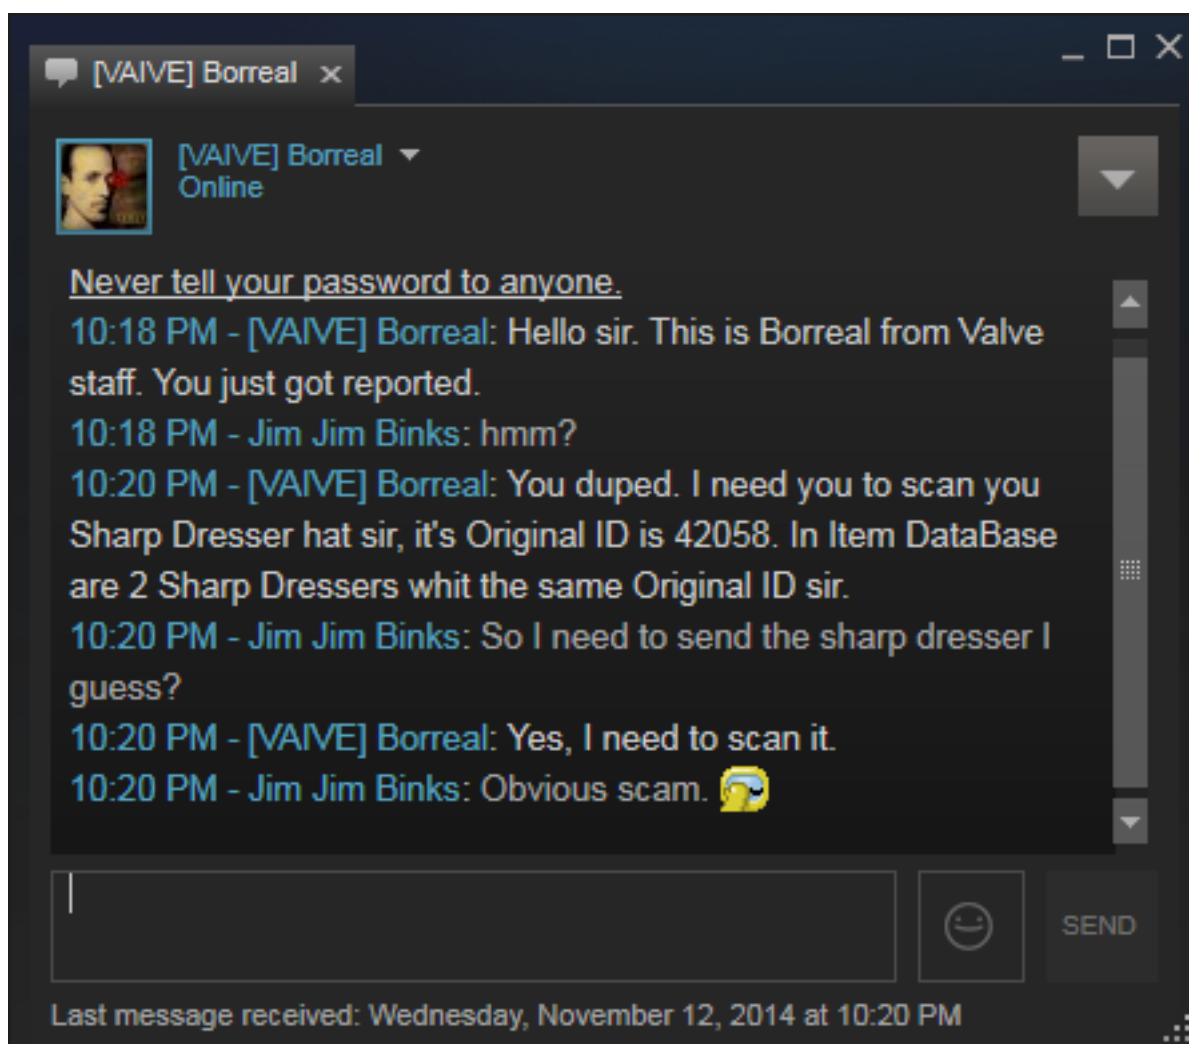 [VAIVE] Borreal
[VAIVE] Borreal
Online
Never tell your password to anyone.
10:18 PM - [VAIVE] Borreal: Hello sir. This is Borreal from Valve
staff. You just got reported.
10:18 PM - Jim Jim Binks: hmm?
10:20 PM - [VAIVE] Borreal: You duped. I need you to scan you
Sharp Dresser hat sir, it's Original ID is 42058. In Item DataBase
are 2 Sharp Dressers whit the same Original ID sir.
10:20 PM - Jim Jim Binks: So I need to send the sharp dresser I
guess?
10:20 PM - [VAIVE] Borreal: Yes, I need to scan it.
10:20 PM - Jim Jim Binks: Obvious scam.
SEND
Last message received: Wednesday, November 12, 2014 at 10:20 PM